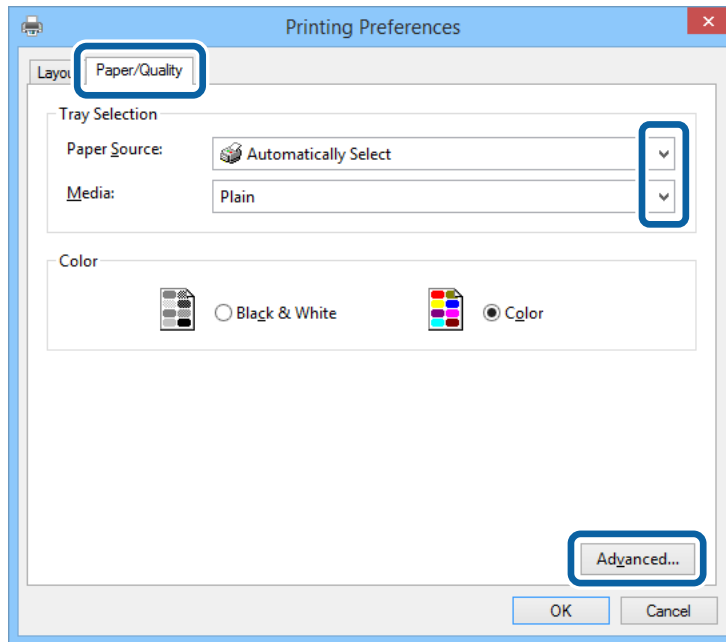 Printing Preferences
Layou
Paper/Quality
Tray Selection
Paper Source:
Automatically Select
Media:
Plain
Color
Black & White
Color
Advanced...
OK
Cancel